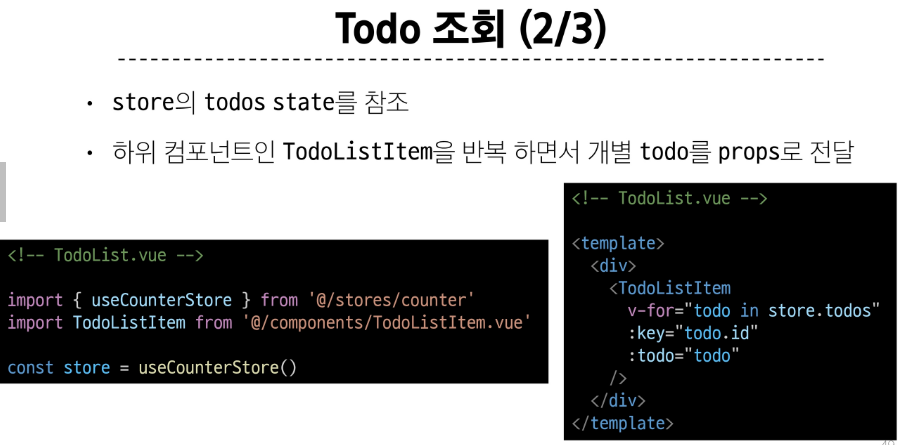 Todo 조회 (2/3)
• store의 todos state를 참조
• 하위 컴포넌트인 TodoListItem을 반복 하면서 개별 todo를 props로 전달
<!-- TodoList.vue -->
import { useCounterStore } from '@/stores/counter'
import TodoListItem from '@/components/TodoListItem.vue'
const store = useCounterStore()
<!-- TodoList.vue -->
<template>
<div>
<TodoListItem
v-for="todo in store.todos"
:key="todo.id"
:todo="todo"
/>
</div>
</template>